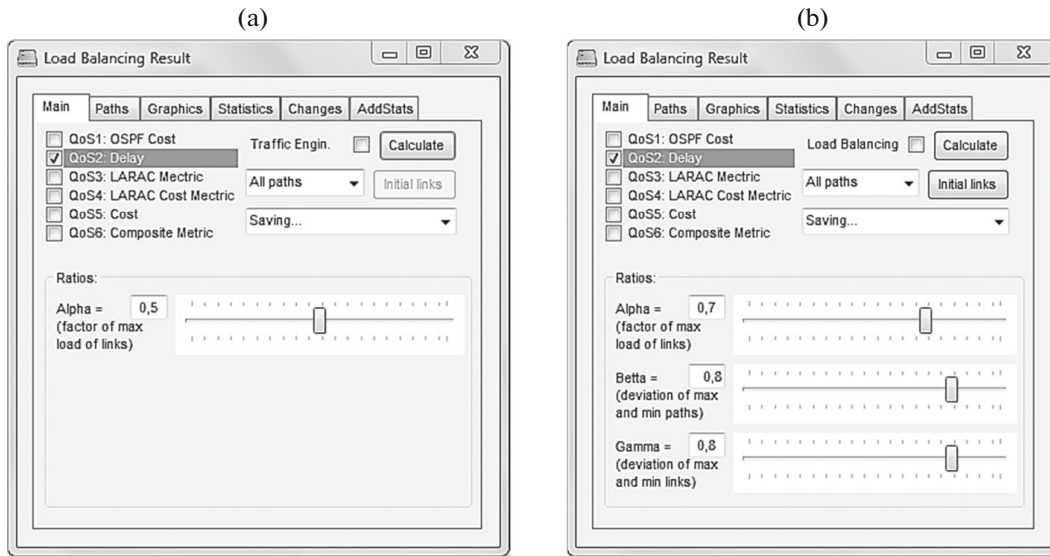 (a)
Load Balancing Result
Main Paths Graphics Statistics Changes AddStats
QoS1: OSPF Cost
QoS2: Delay
QoS3: LARAC Mectric
QoS4: LARAC Cost Mectric
QoS5: Cost
QoS6: Composite Metric
Traffic Engin. Calculate
All paths Initial links
Saving...
Ratios:
Alpha = 0,5
(factor of max
load of links)
(b)
Load Balancing Result
Main Paths Graphics Statistics Changes AddStats
QoS1: OSPF Cost
QoS2: Delay
QoS3: LARAC Mectric
QoS4: LARAC Cost Mectric
QoS5: Cost
QoS6: Composite Metric
Load Balancing Calculate
All paths Initial links
Saving...
Ratios:
Alpha = 0,7
(factor of max
load of links)
Betta = 0,8
(deviation of max
and min paths)
Gamma = 0,8
(deviation of max
and min links)